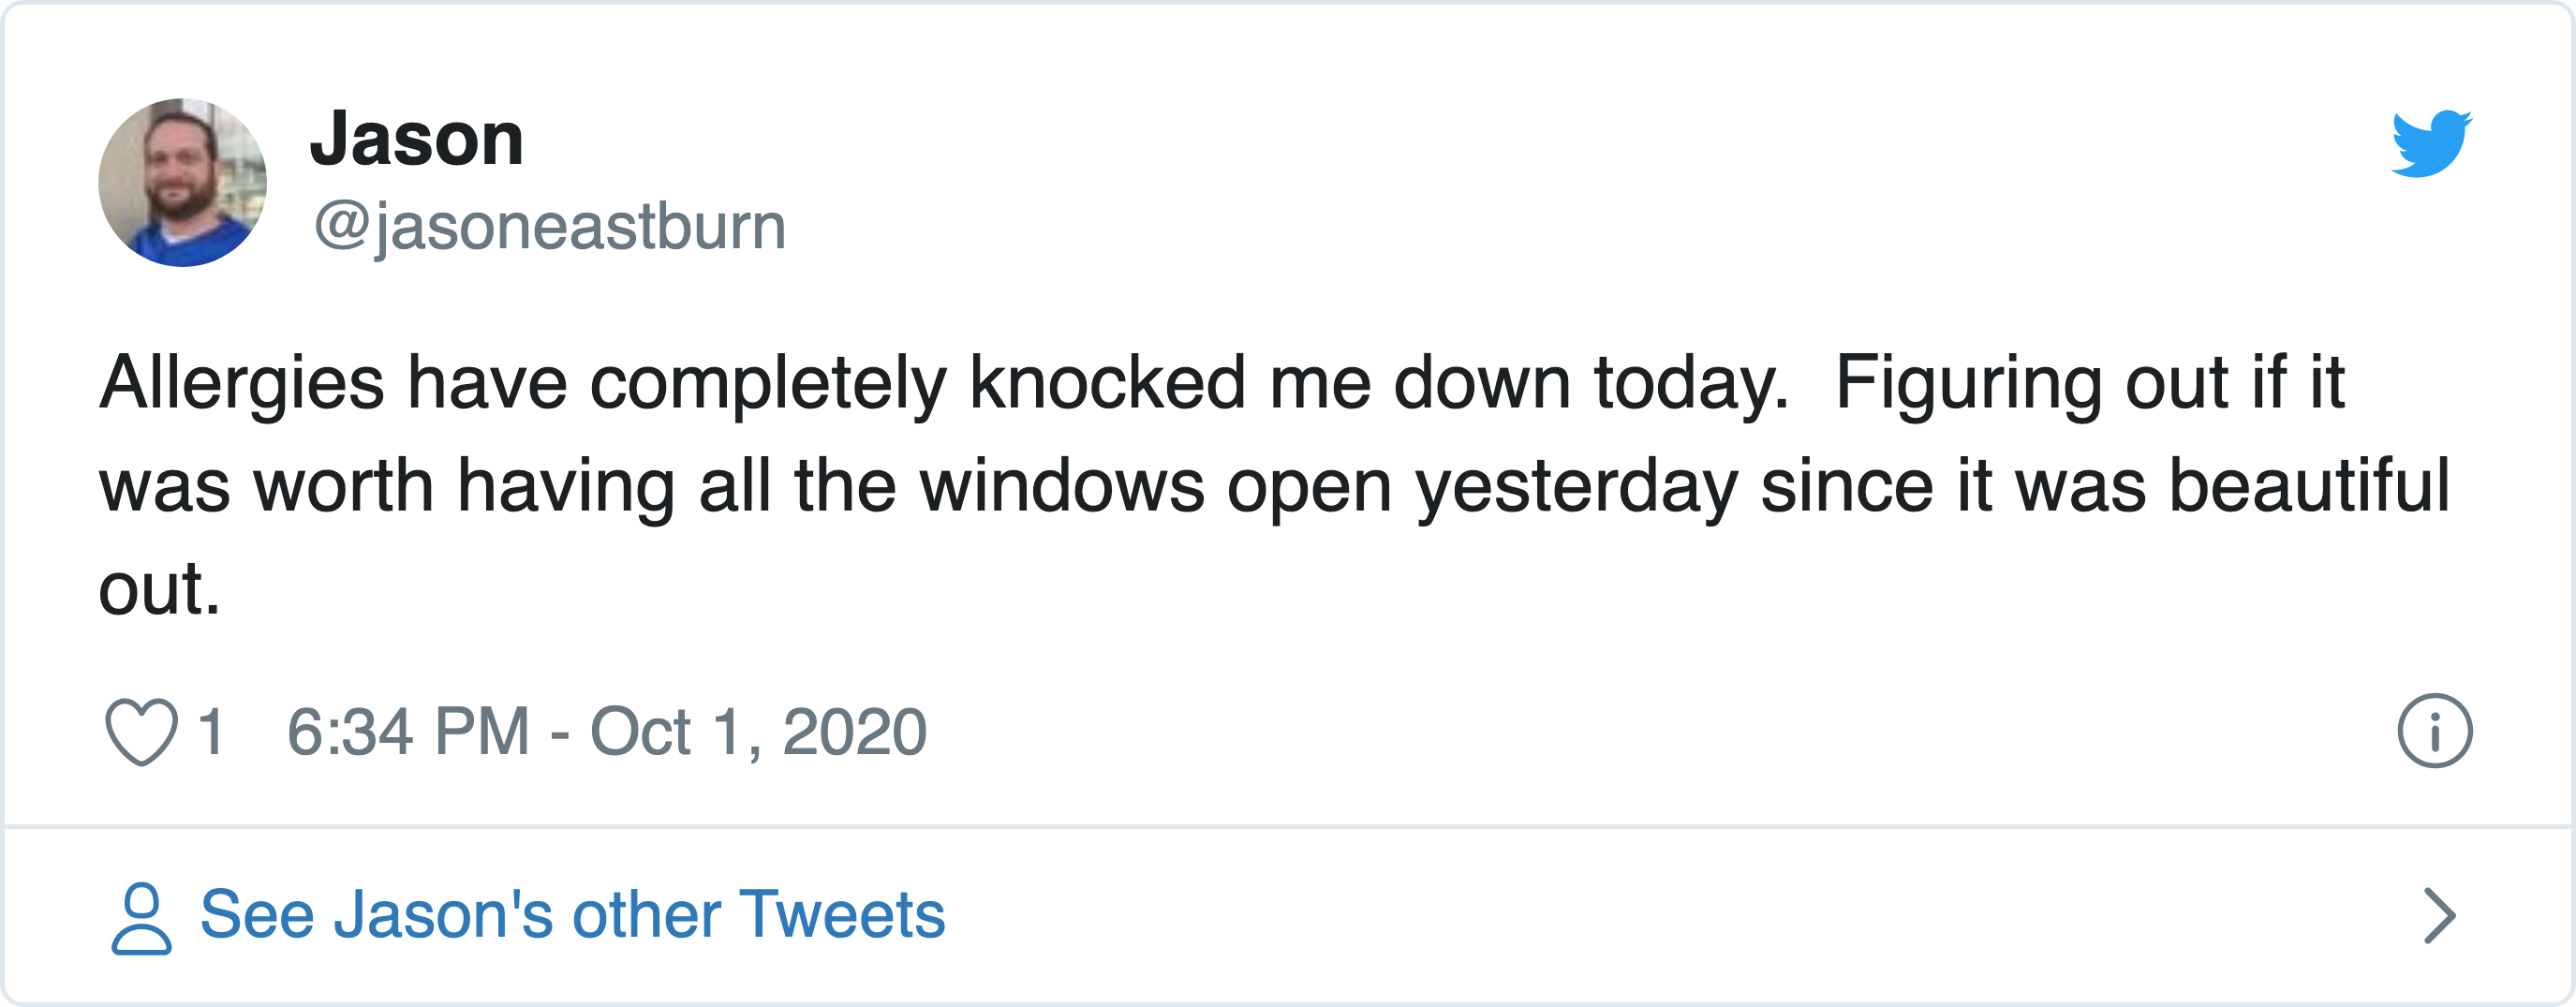 Jason
@jasoneastburn
Allergies have completely knocked me down today.  Figuring out if it
was worth having all the windows open yesterday since it was beautiful
out.
1 6:34 PM - Oct 1, 2020
See Jason's other Tweets